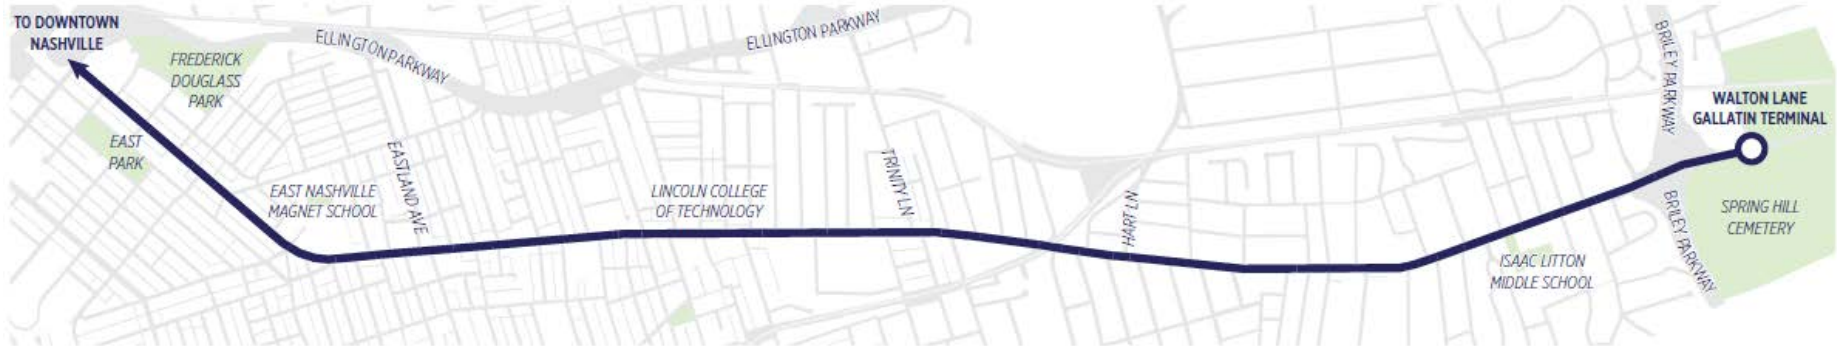 TO DOWNTOWN
NASHVILLE
FREDERICK
DOUGLASS
PARK
EAST
PARK
ELLINGTON PARKWAY
EAST NASHVILLE
MAGNET SCHOOL
EASTLAND AVE
LINCOLN COLLEGE
OF TECHNOLOGY
ELLINGTON PARKWAY
TRINITY LN
HART LN
ISAAC LITTON
MIDDLE SCHOOL
BRILEY PARKWAY
WALTON LANE
GALLATIN TERMINAL
BRILEY PARKWAY
SPRING HILL
CEMETERY